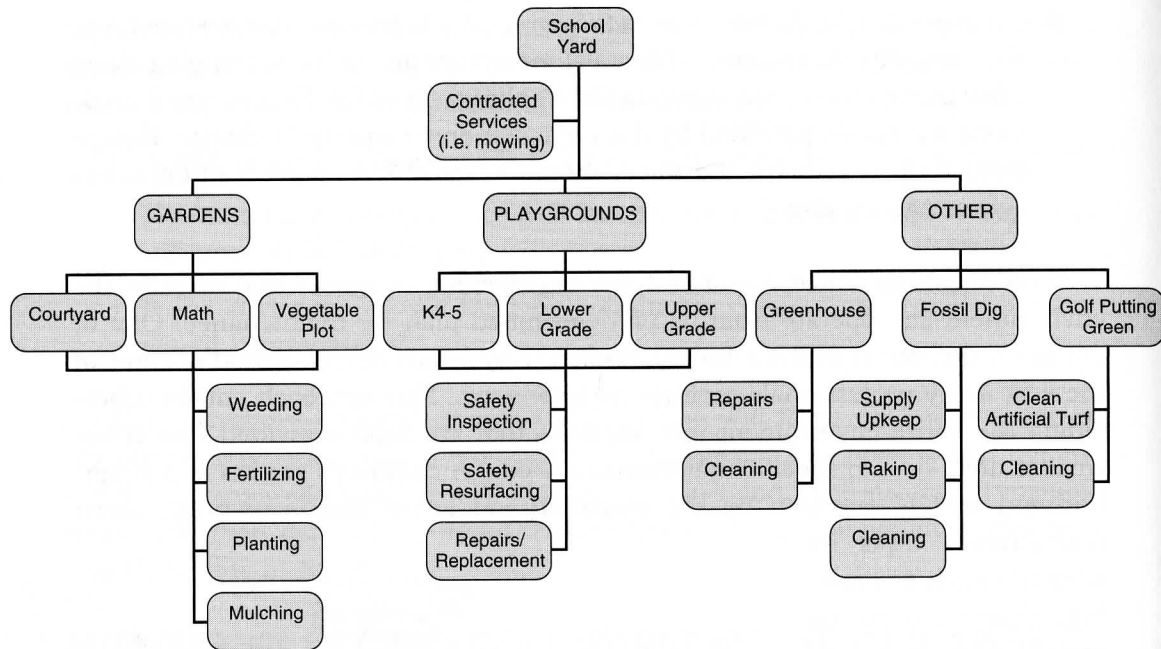 School
Yard
Contracted
Services
(i.e. mowing)
GARDENS
PLAYGROUNDS
OTHER
Courtyard
Math
Vegetable
Plot
K4-5
Lower
Grade
Upper
Grade
Greenhouse
Fossil Dig
Golf Putting
Green
Weeding
Fertilizing
Planting
Mulching
Safety
Inspection
Safety
Resurfacing
Repairs/
Replacement
Repairs
Cleaning
Supply
Upkeep
Raking
Cleaning
Clean
Artificial Turf
Cleaning